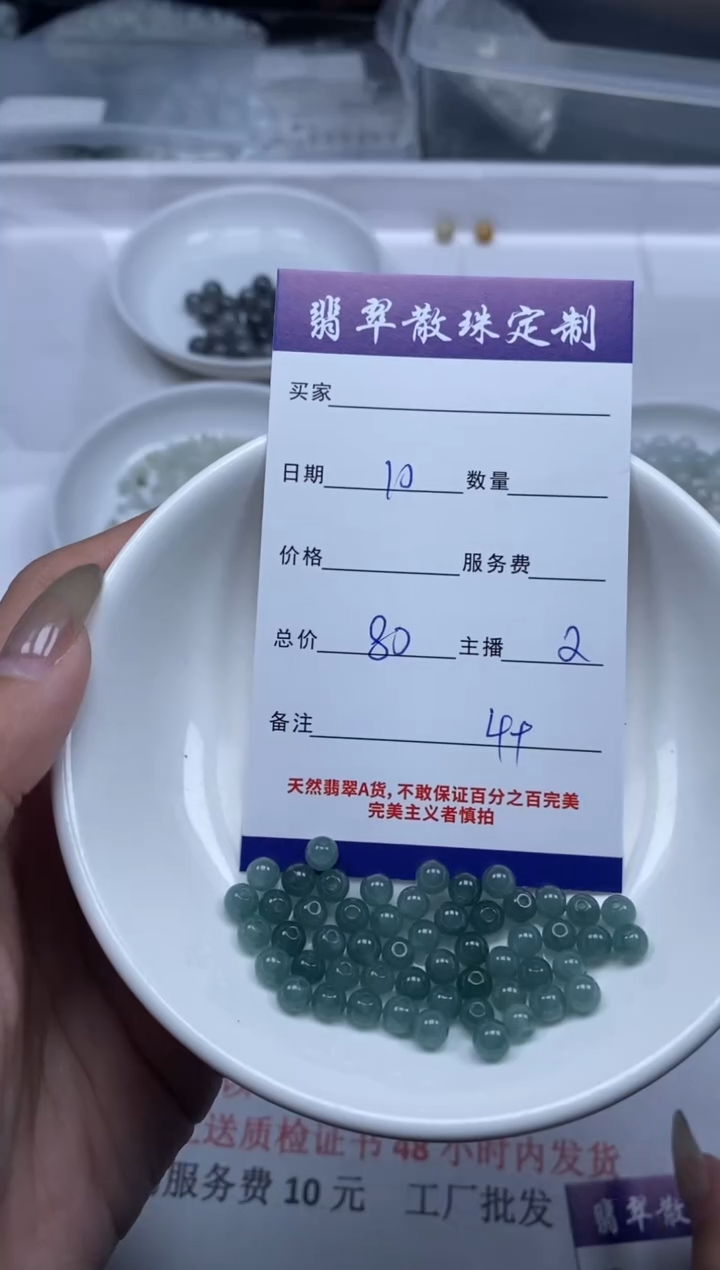 翡翠散珠定制
买家
日期 10 数量
价格 服务费
总价 80 主播 2
备注
天然翡翠A货，不敢保证百分之百完美
完美主义者慎拍
送质检证书 48 小时内发货
服务费 10 元 工厂批发
翡翠散